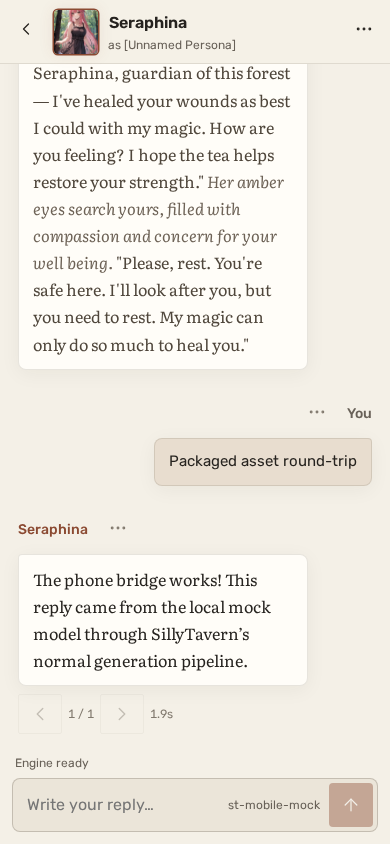 Seraphina
as [Unnamed Persona]
Seraphina, guardian of this forest
— I've healed your wounds as best
I could with my magic. How are
you feeling? I hope the tea helps
restore your strength." Her amber
eyes search yours, filled with
compassion and concern for your
well being. "Please, rest. You're
safe here. I'll look after you, but
you need to rest. My magic can
only do so much to heal you."
You
Packaged asset round-trip
Seraphina
The phone bridge works! This
reply came from the local mock
model through SillyTavern’s
normal generation pipeline.
1 / 1 1.9s
Engine ready
Write your reply… st-mobile-mock